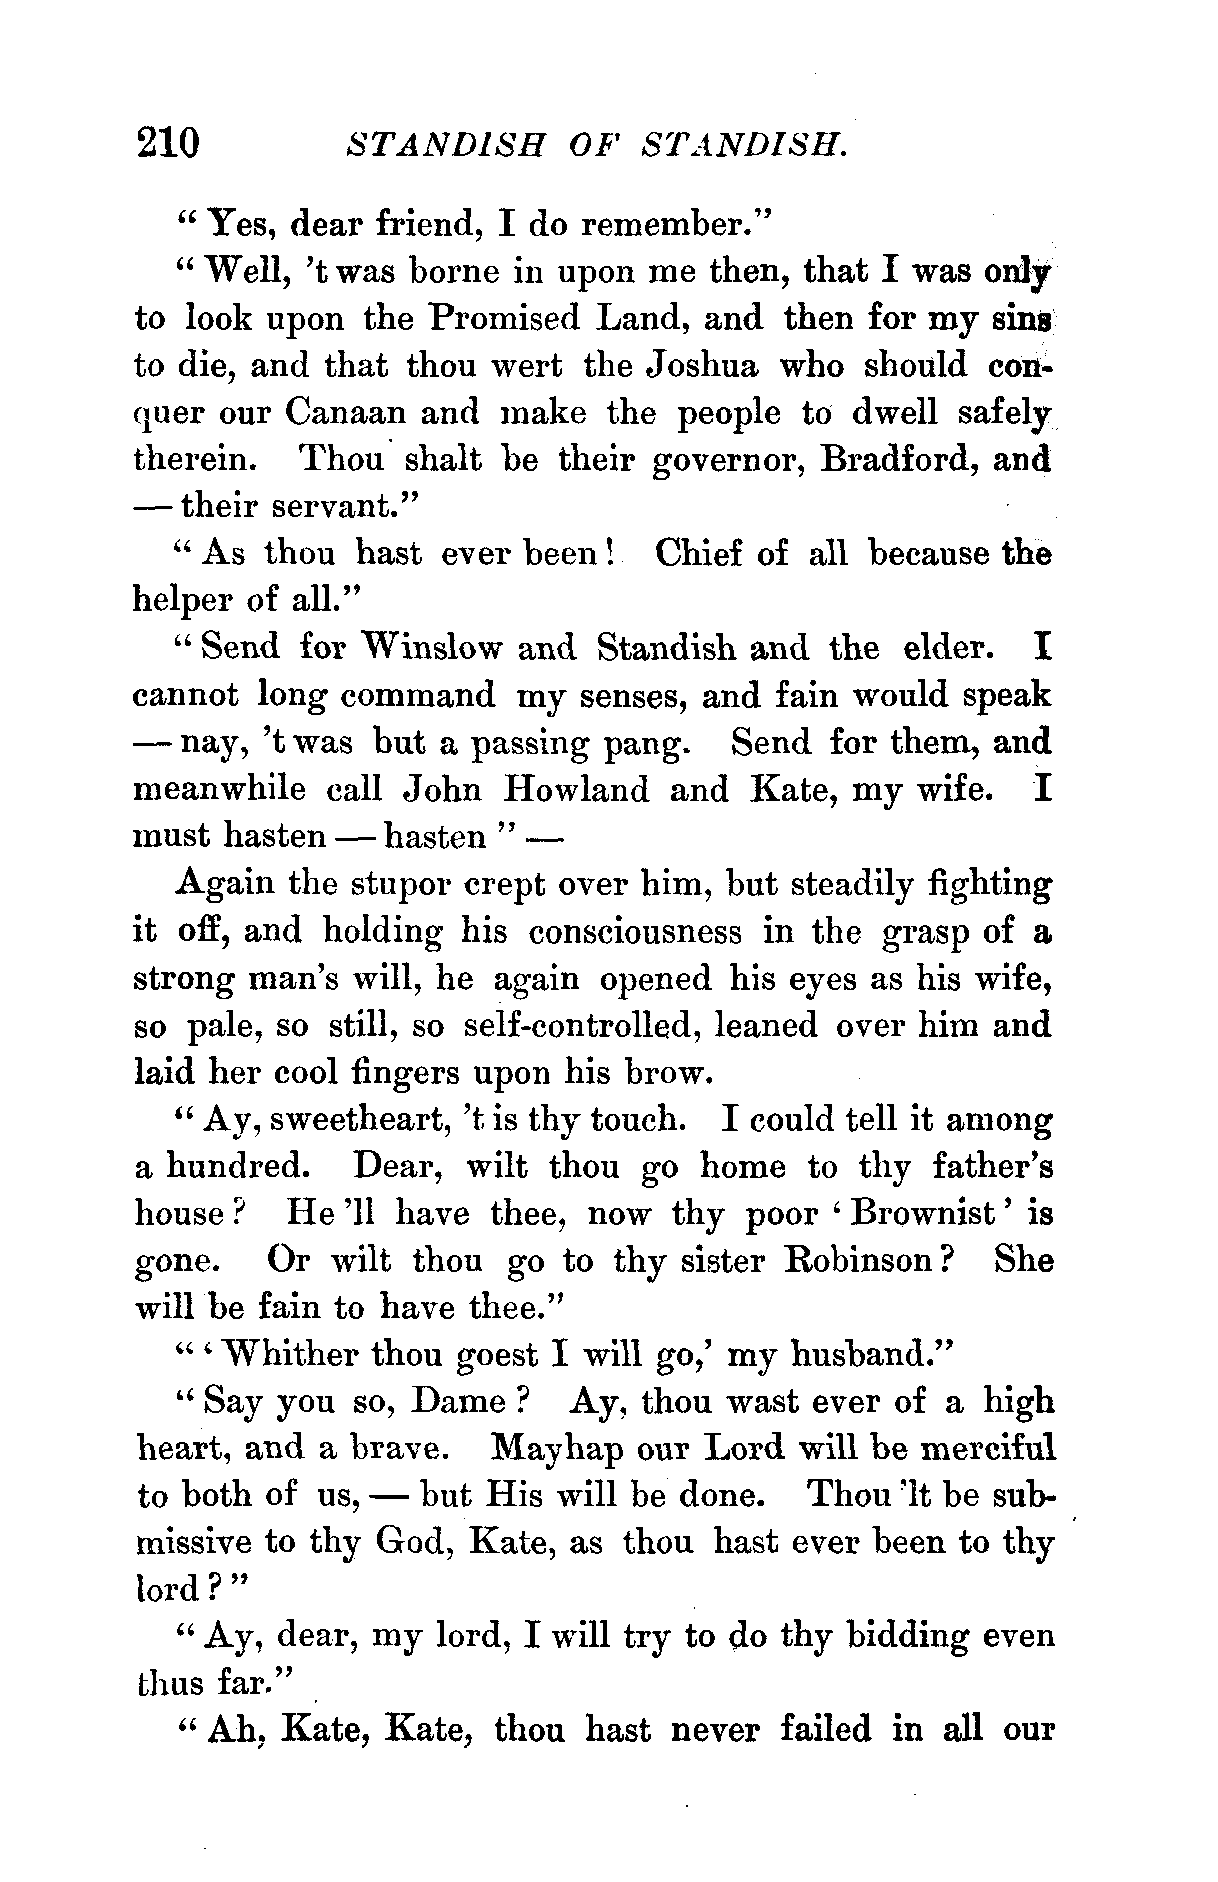 210 STANDISH OF STANDISH.
“Yes, dear friend, I do remember.”
“Well, ’t was borne in upon me then, that I was only
to look upon the Promised Land, and then for my sins
to die, and that thou wert the Joshua who should con-
quer our Canaan and make the people to dwell safely
therein. Thou shalt be their governor, Bradford, and
— their servant.”
“As thou hast ever been! Chief of all because the
helper of all.”
“Send for Winslow and Standish and the elder. I
cannot long command my senses, and fain would speak
— nay, ’t was but a passing pang. Send for them, and
meanwhile call John Howland and Kate, my wife. I
must hasten — hasten” —
Again the stupor crept over him, but steadily fighting
it off, and holding his consciousness in the grasp of a
strong man’s will, he again opened his eyes as his wife,
so pale, so still, so self-controlled, leaned over him and
laid her cool fingers upon his brow.
“Ay, sweetheart, ’t is thy touch. I could tell it among
a hundred. Dear, wilt thou go home to thy father’s
house? He ’ll have thee, now thy poor ‘Brownist’ is
gone. Or wilt thou go to thy sister Robinson? She
will be fain to have thee.”
“‘Whither thou goest I will go,’ my husband.”
“Say you so, Dame? Ay, thou wast ever of a high
heart, and a brave. Mayhap our Lord will be merciful
to both of us, — but His will be done. Thou ’lt be sub-
missive to thy God, Kate, as thou hast ever been to thy
lord?”
“Ay, dear, my lord, I will try to do thy bidding even
thus far.”
“Ah, Kate, Kate, thou hast never failed in all our